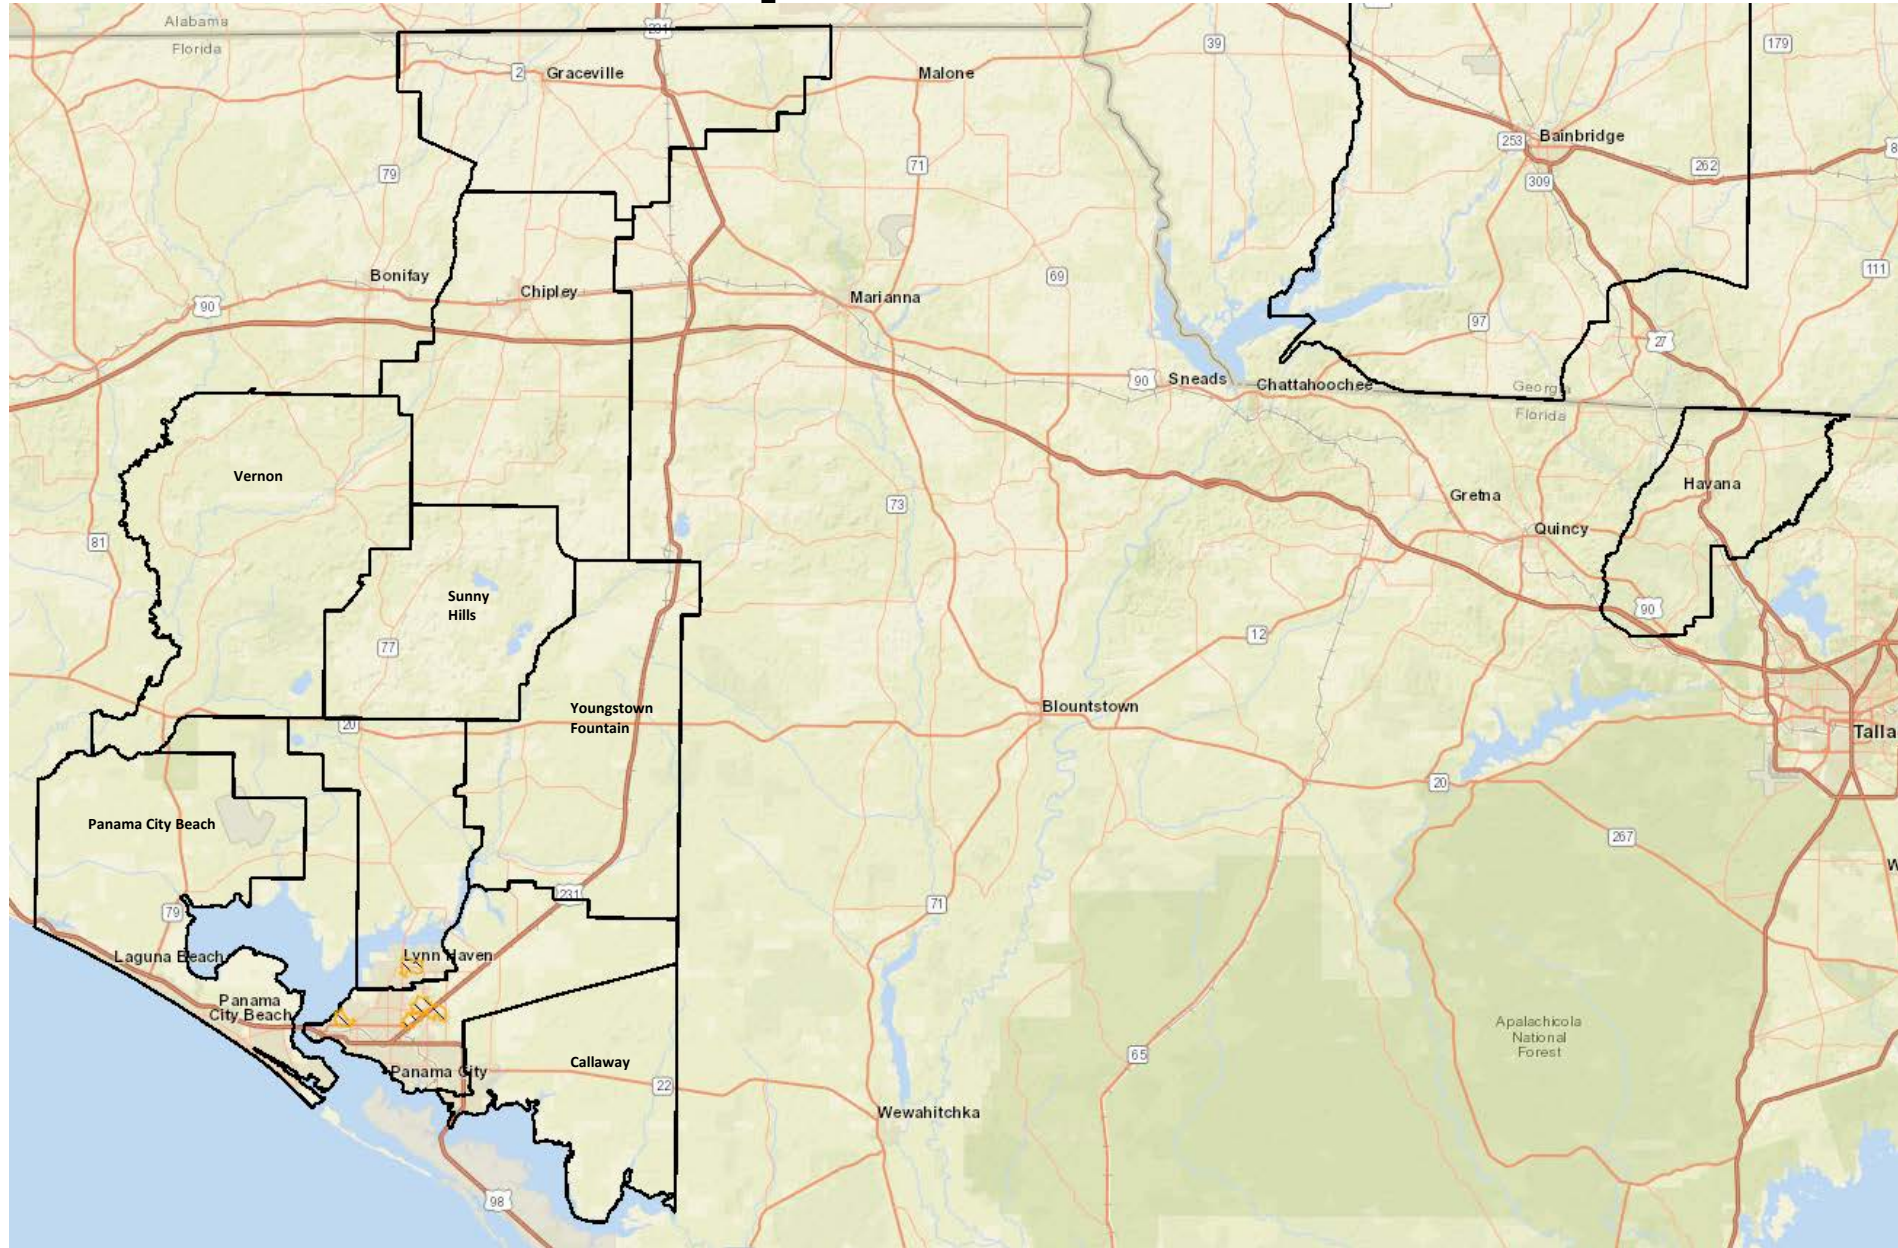 Alabama
Florida
231
39
179
2
Graceville
Malone
253
Bainbridge
79
71
262
309
Bonifay
Chipley
69
111
90
Marianna
97
27
90
Sneads
Chattahoochee
Georgia
Florida
Vernon
73
Gretna
Havana
81
Quincy
Sunny
Hills
90
12
77
Youngstown
Fountain
Blountstown
20
Talla
20
Panama City Beach
267
W
231
71
79
Laguna Beach
Lynn Haven
Panama
City Beach
Apalachicola
National
Forest
65
Callaway
Panama City
22
Wewahitchka
98